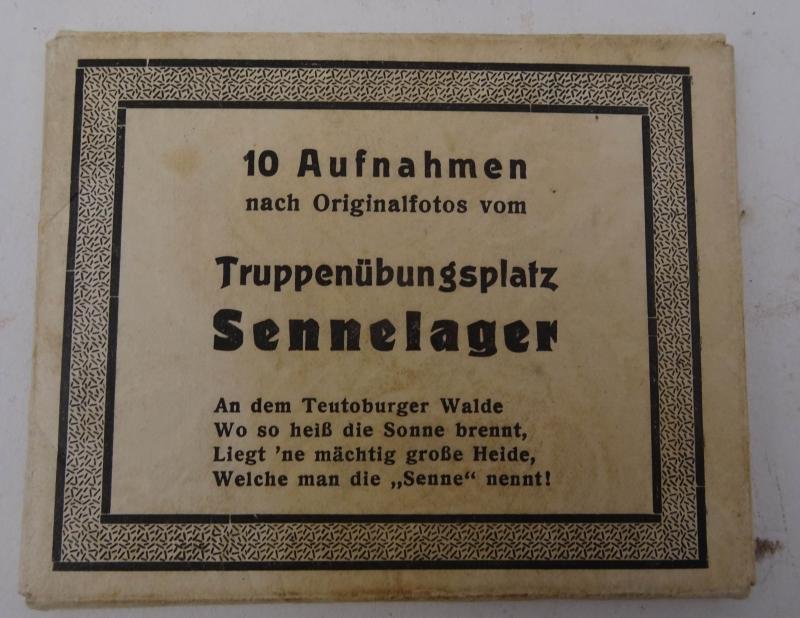 10 Aufnahmen
nach Originalfotos vom
Truppenübungsplatz
Sennelager
An dem Teutoburger Walde
Wo so heiß die Sonne brennt,
Liegt 'ne mächtig große Heide,
Welche man die „Senne“ nennt!